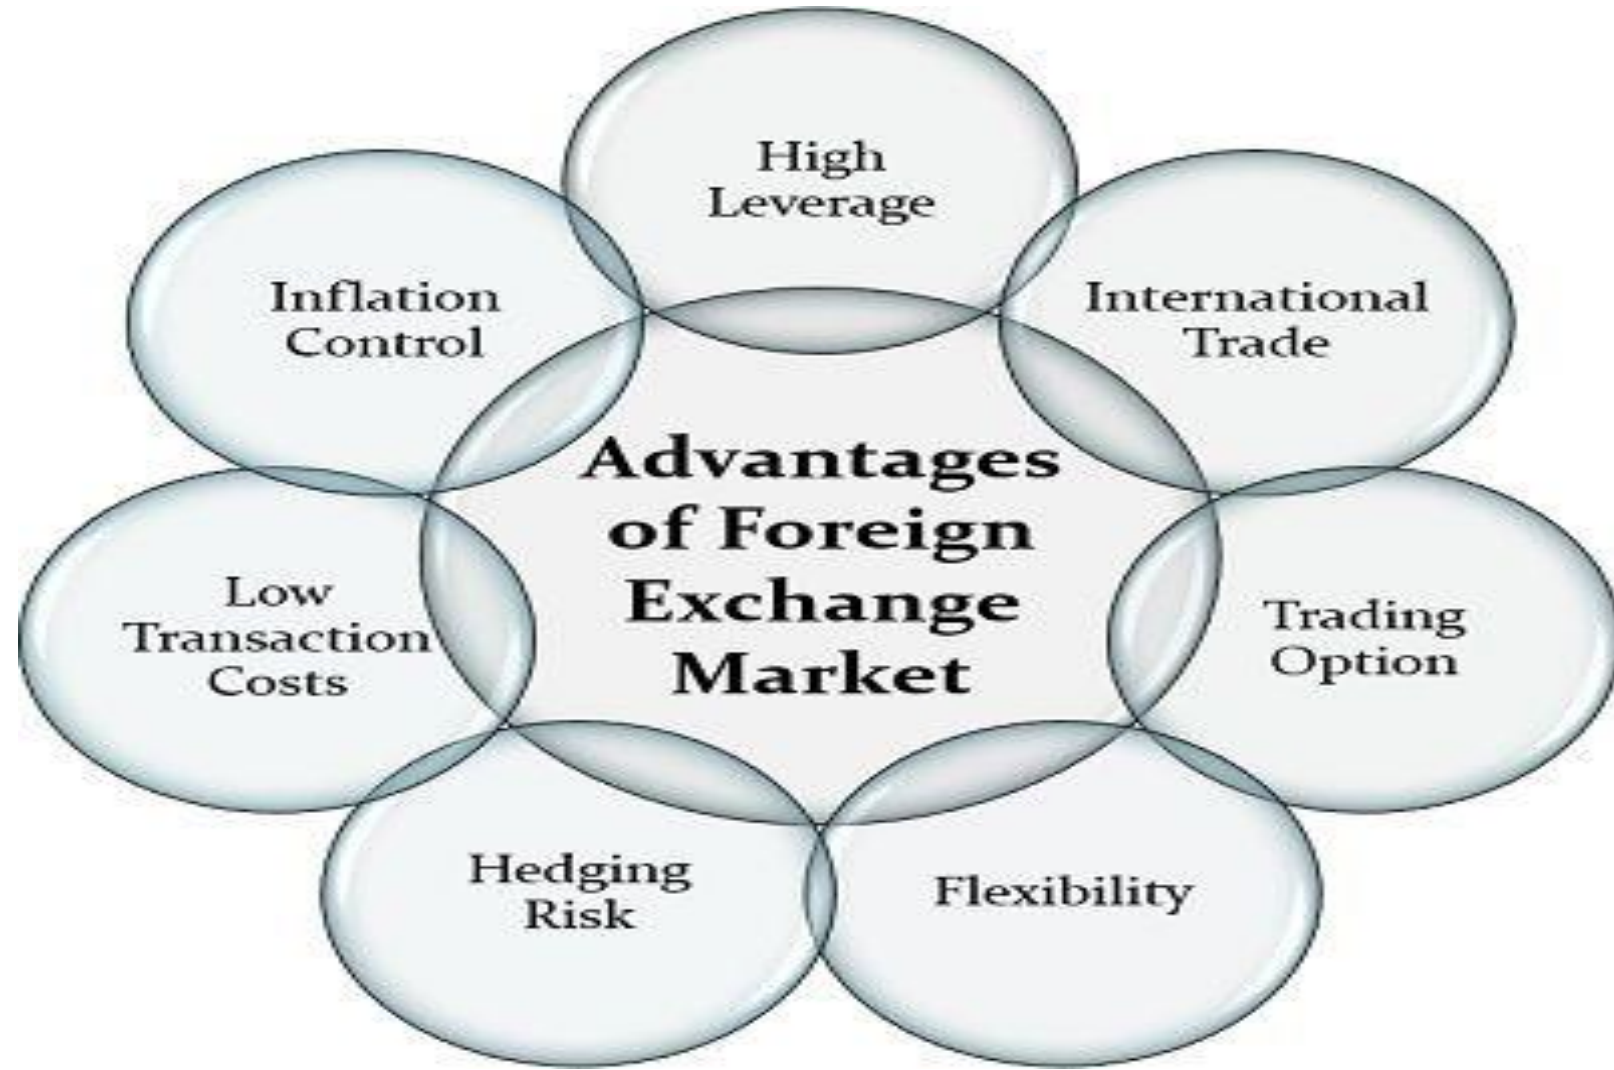 High
Leverage
International
Trade
Trading
Option
Flexibility
Hedging
Risk
Low
Transaction
Costs
Inflation
Control
Advantages
of Foreign
Exchange
Market